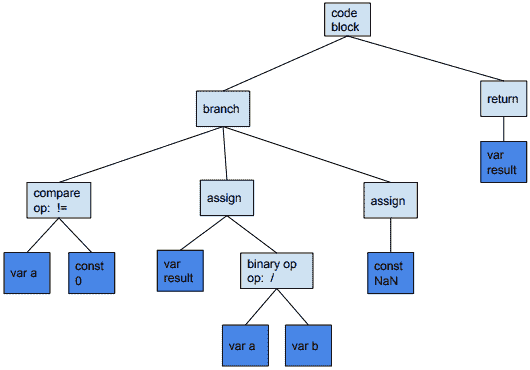 code
block
branch
return
var
result
compare
op: !=
assign
assign
var a
const
0
var
result
binary op
op: /
const
NaN
var a
var b